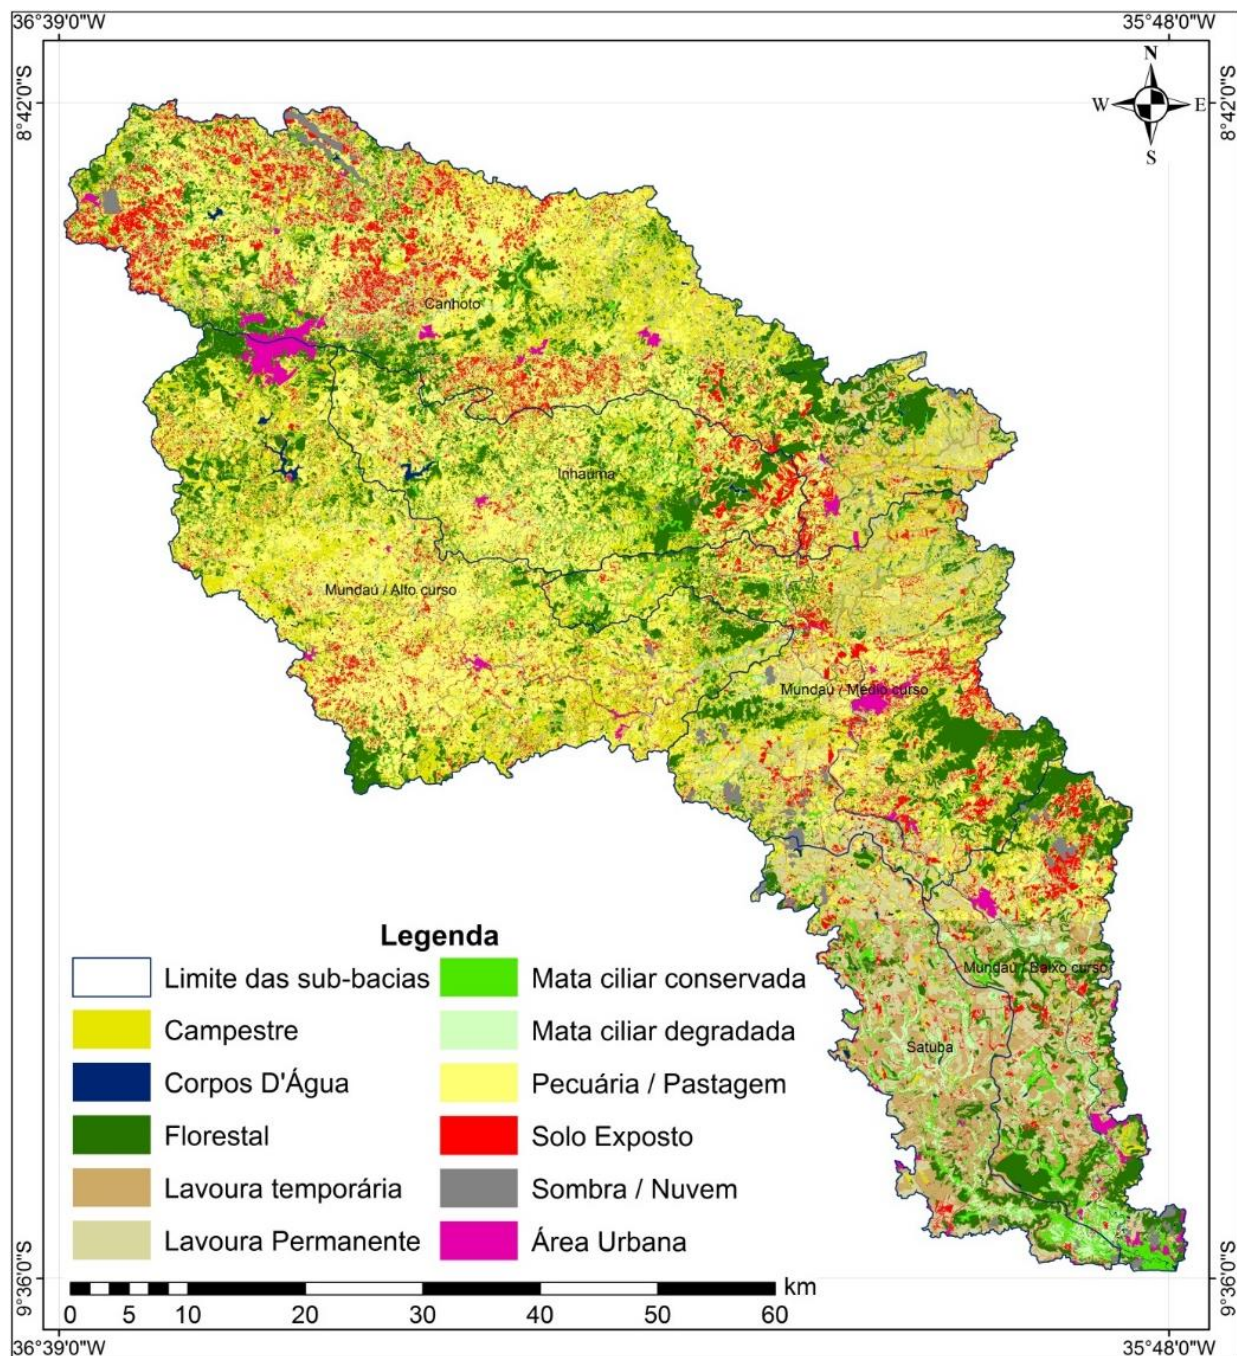 36°39'0"W 35°48'0"W
8°42'0"S 8°42'0"S
N
W E
S
Canhoto
Inhaúma
Mundaú / Alto curso
Mundaú / Médio curso
Mundaú / Baixo curso
Satuba
Legenda
Limite das sub-bacias
Campestre
Corpos D'Água
Florestal
Lavoura temporária
Lavoura Permanente
Mata ciliar conservada
Mata ciliar degradada
Pecuária / Pastagem
Solo Exposto
Sombra / Nuvem
Área Urbana
km
0 5 10 20 30 40 50 60
9°36'0"S 9°36'0"S
36°39'0"W 35°48'0"W